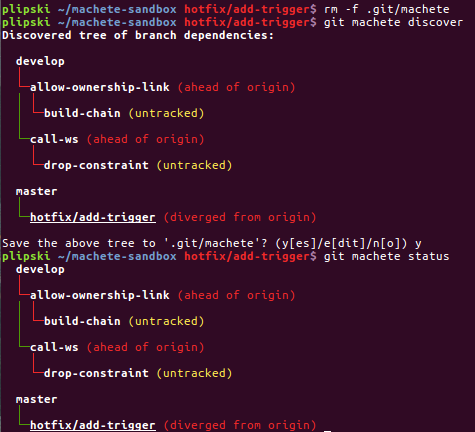 plipski ~/machete-sandbox hotfix/add-trigger$ rm -f .git/machete
plipski ~/machete-sandbox hotfix/add-trigger$ git machete discover
Discovered tree of branch dependencies:
develop
allow-ownership-link (ahead of origin)
build-chain (untracked)
call-ws (ahead of origin)
drop-constraint (untracked)
master
hotfix/add-trigger (diverged from origin)
Save the above tree to '.git/machete'? (y[es]/e[dit]/n[o]) y
plipski ~/machete-sandbox hotfix/add-trigger$ git machete status
develop
allow-ownership-link (ahead of origin)
build-chain (untracked)
call-ws (ahead of origin)
drop-constraint (untracked)
master
hotfix/add-trigger (diverged from origin)